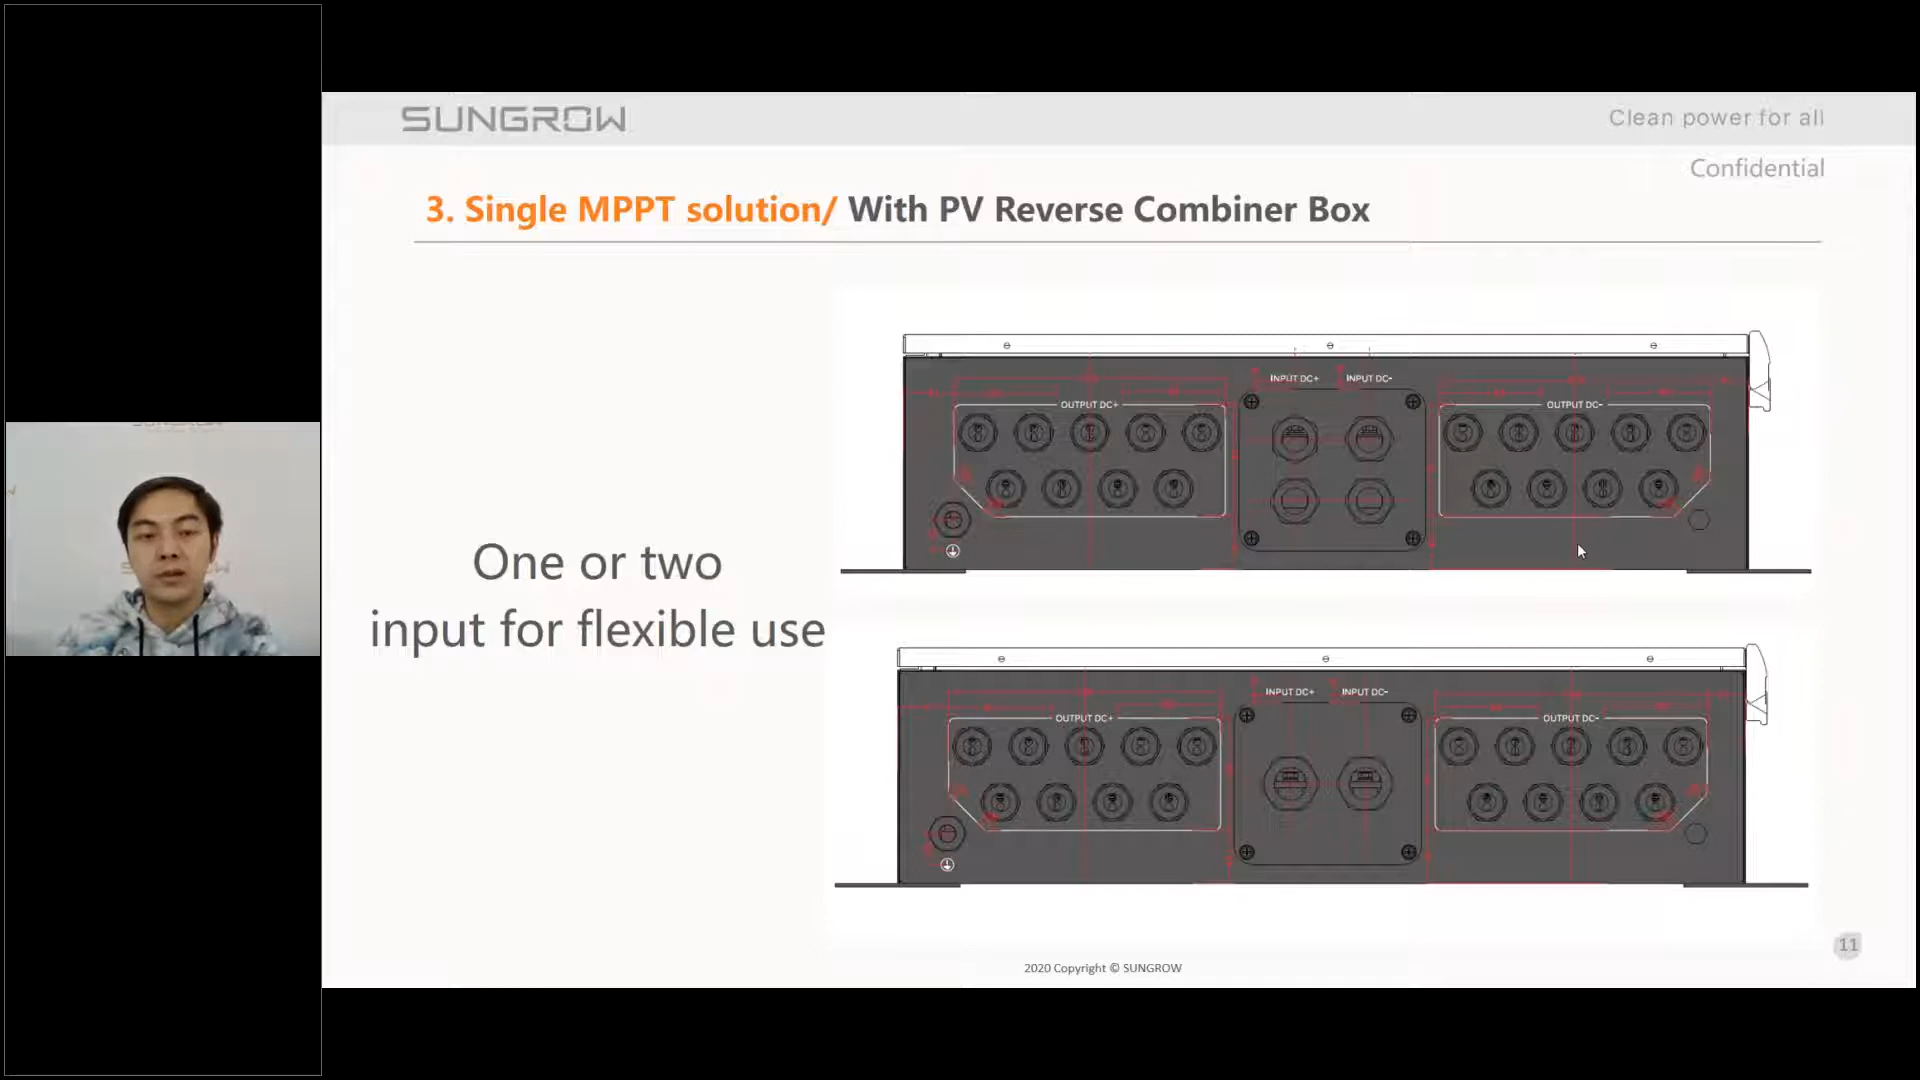 SUNGROW
Clean power for all
Confidential
3. Single MPPT solution/ With PV Reverse Combiner Box
One or two
input for flexible use
INPUT DC+ INPUT DC-
OUTPUT DC+
OUTPUT DC-
INPUT DC+ INPUT DC-
OUTPUT DC+
OUTPUT DC-
2020 Copyright © SUNGROW
11